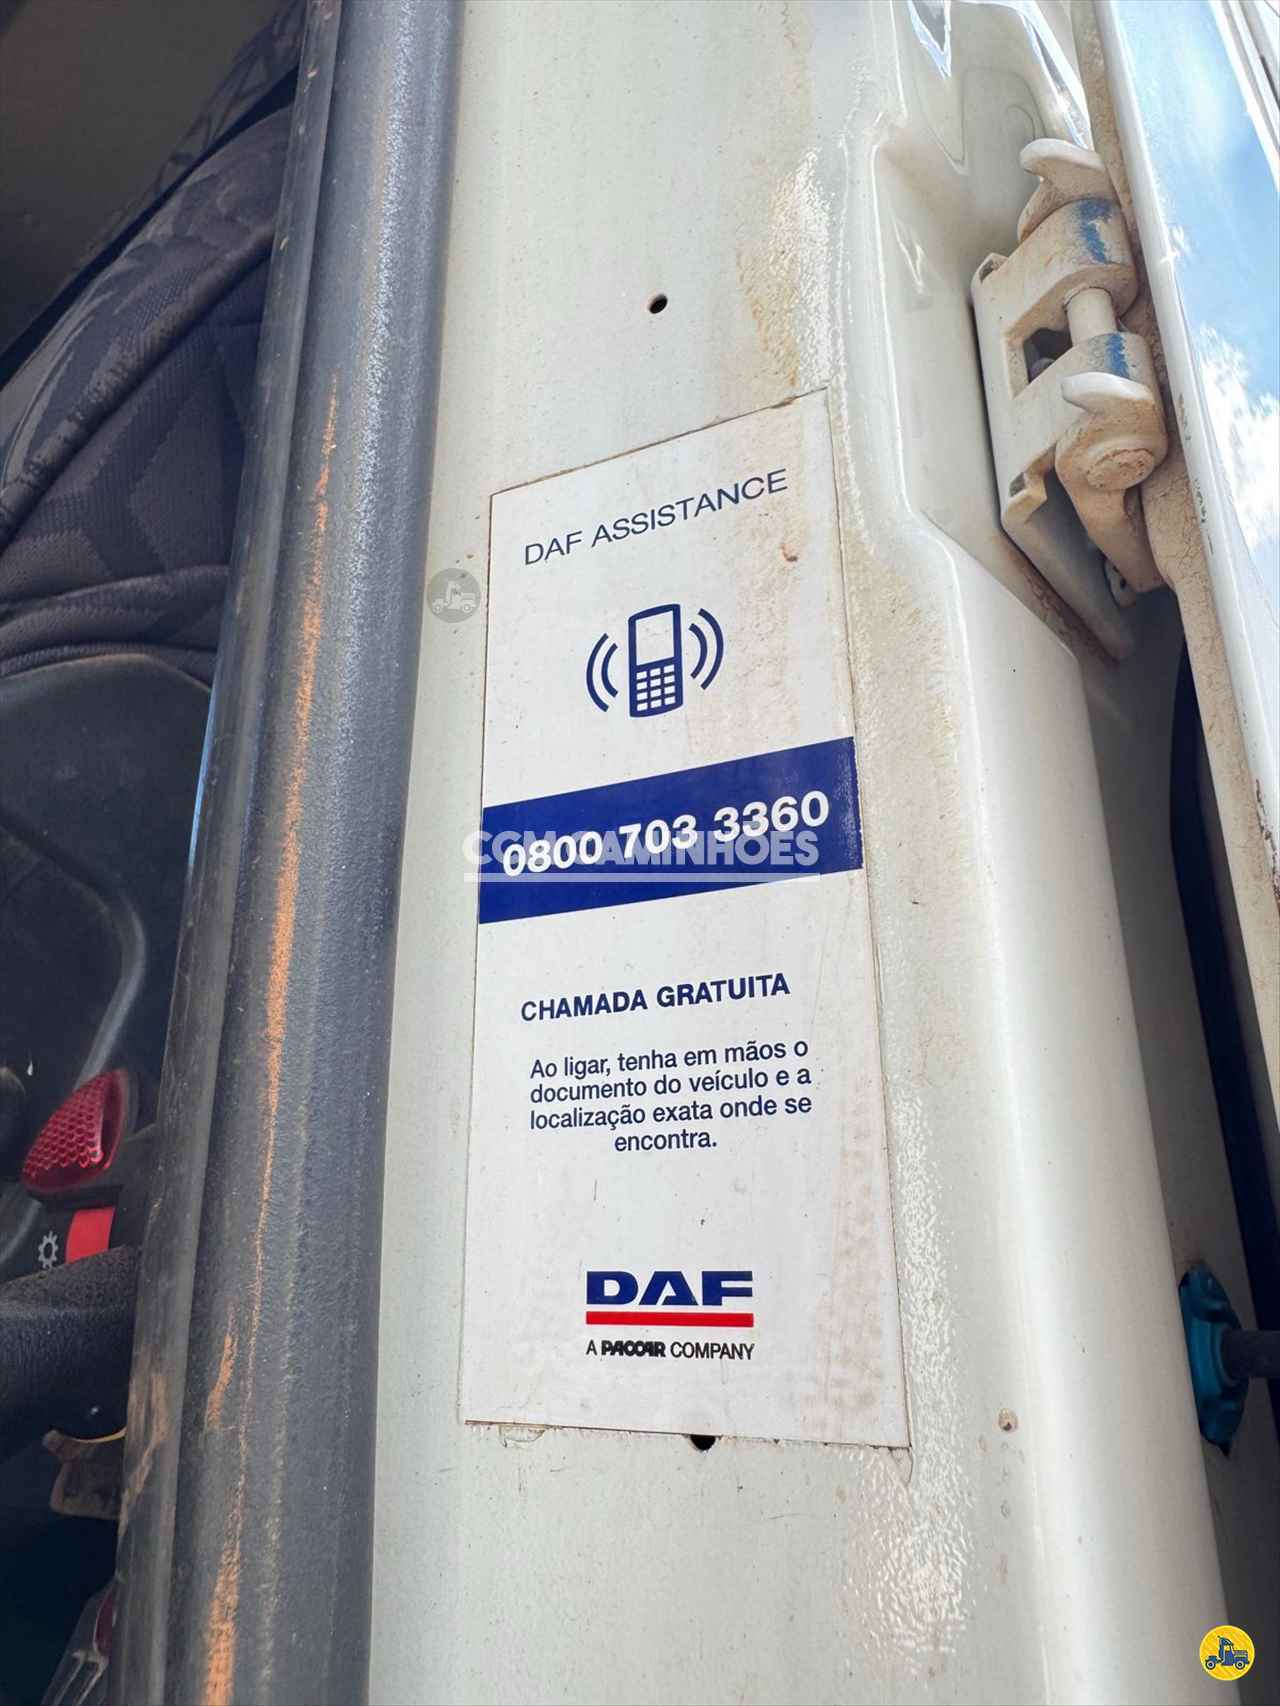 DAF ASSISTANCE
0800 703 3360
CGM CAMINHÕES
CHAMADA GRATUITA
Ao ligar, tenha em mãos o
documento do veículo e a
localização exata onde se
encontra.
DAF
A PACCAR COMPANY